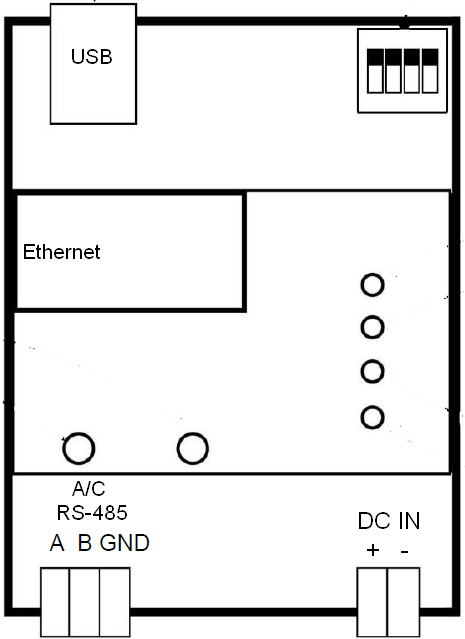 USB
Ethernet
A/C
RS-485
A B GND
DC IN
+ -